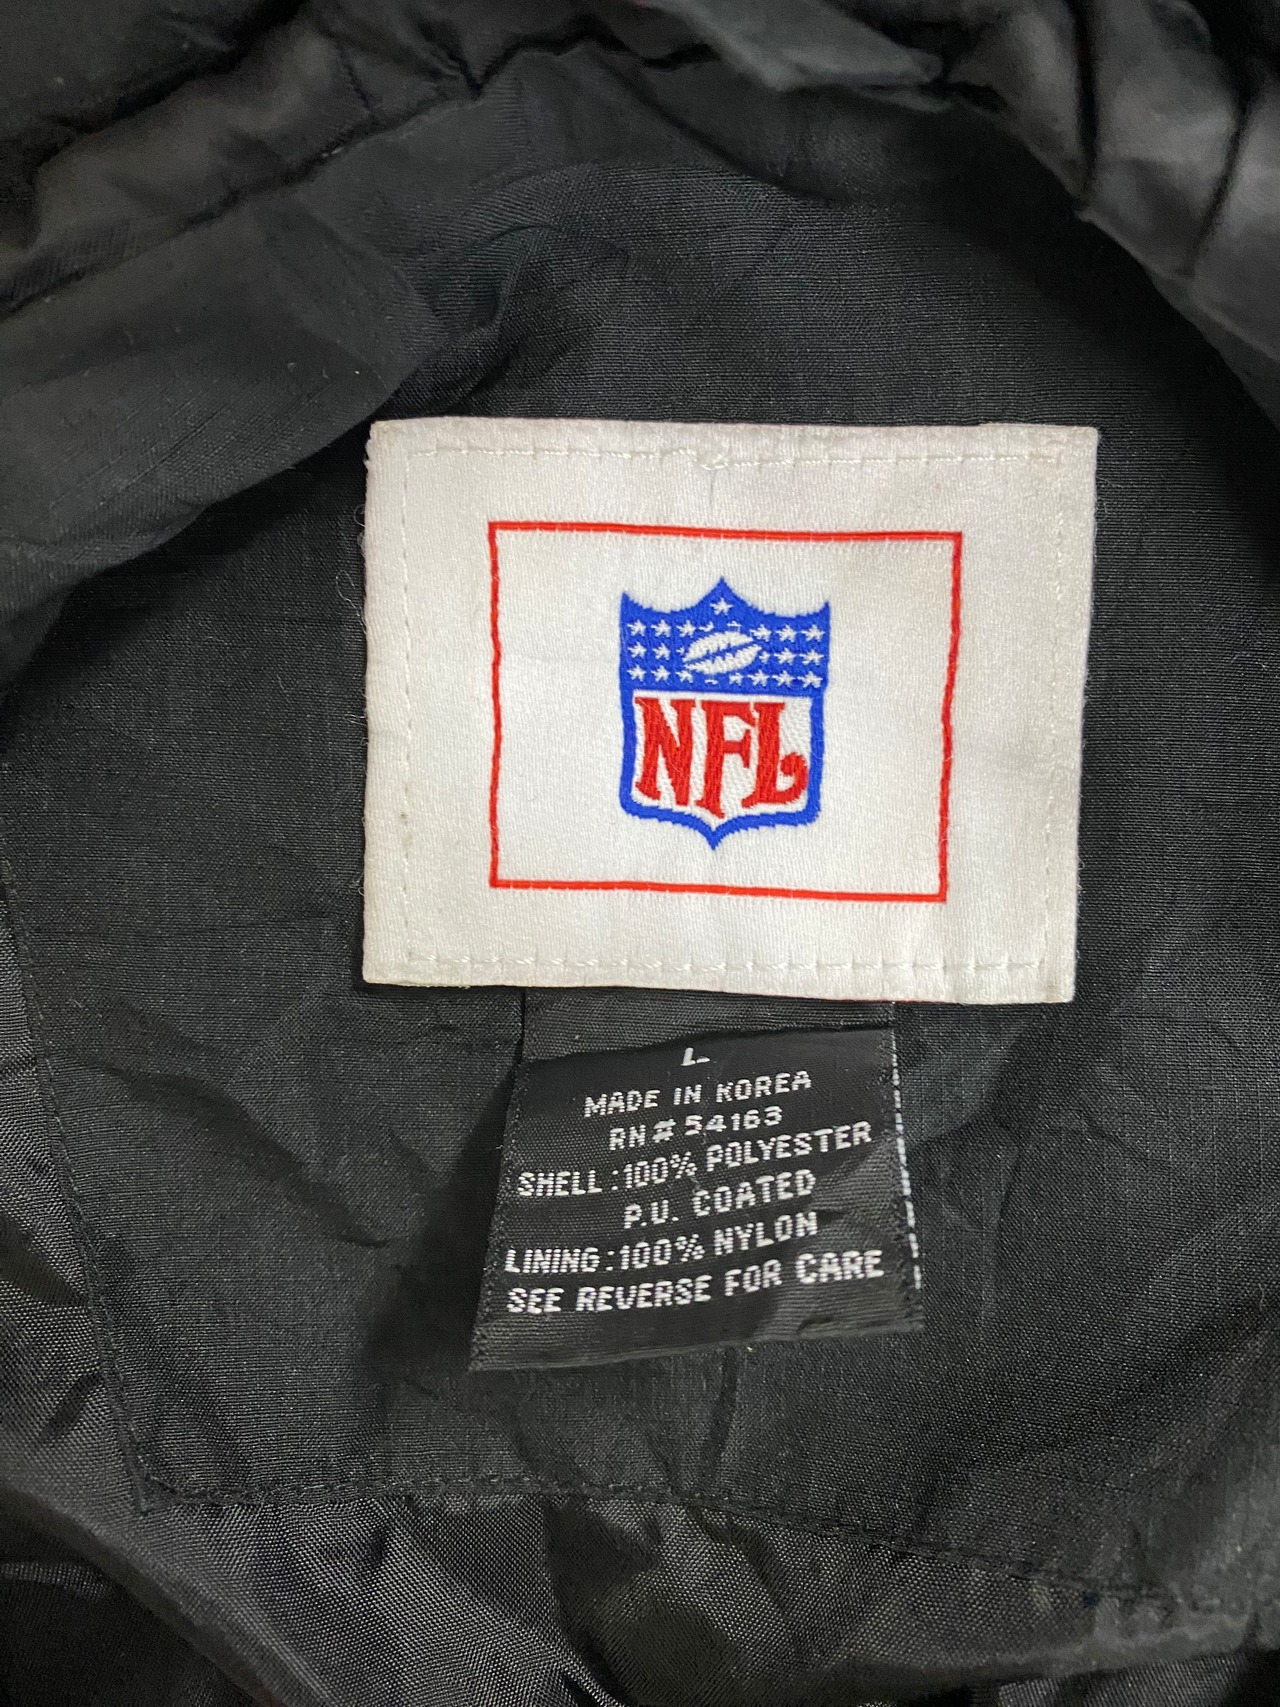 NFL
L
MADE IN KOREA
RN# 54163
SHELL:100% POLYESTER
P.U. COATED
LINING:100% NYLON
SEE REVERSE FOR CARE